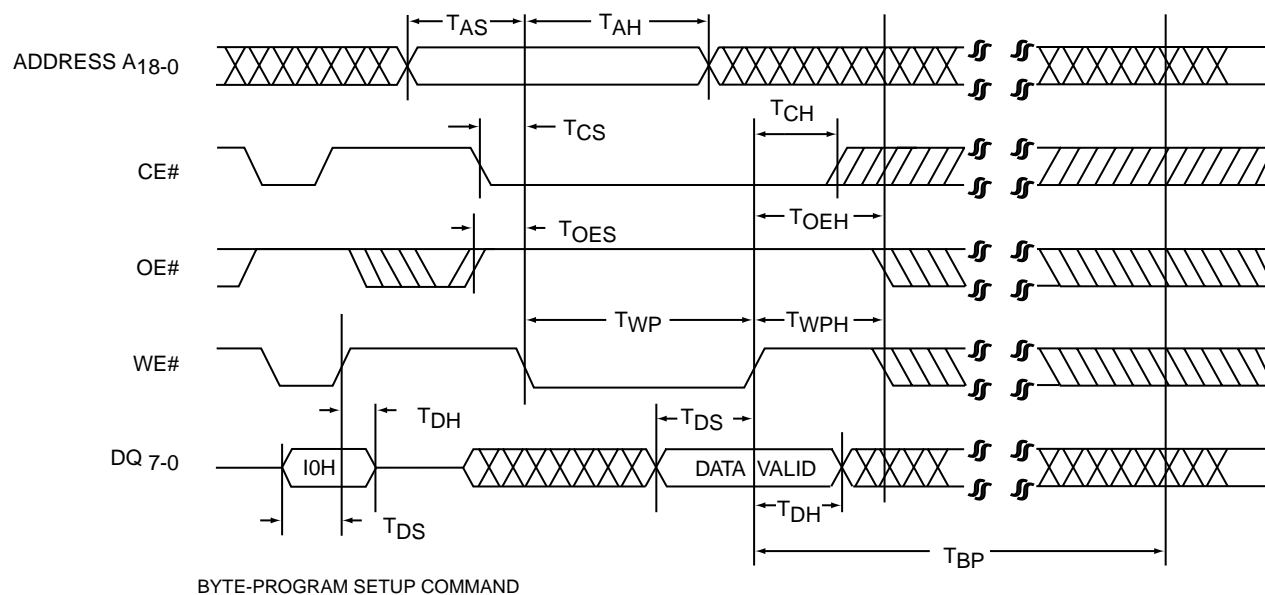 TAS
TAH
ADDRESS A18-0
TCS
TCH
CE#
TOES
TOEH
OE#
TWP
TWPH
WE#
TDH
TDS
DQ 7-0
I0H
DATA VALID
TDS
TDH
TBP
BYTE-PROGRAM SETUP COMMAND